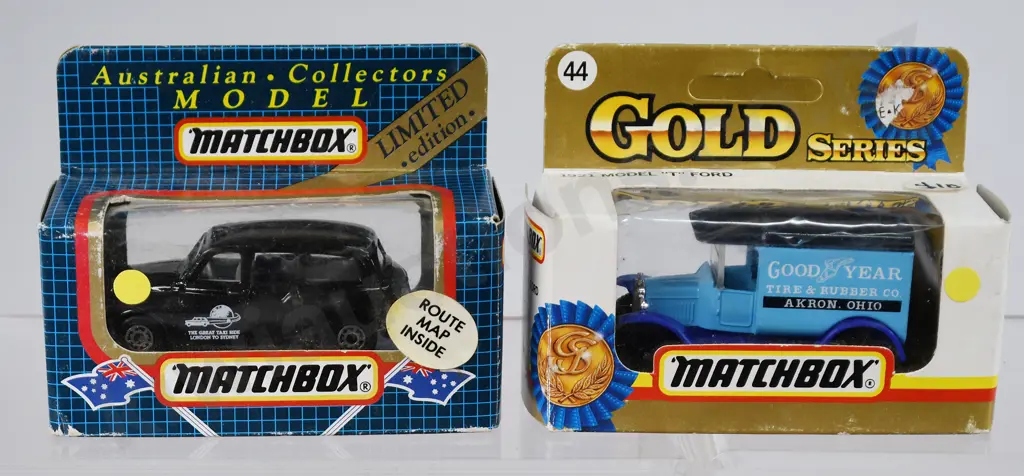 Australian • Collectors
MODEL
LIMITED
• edition •
MATCHBOX®
THE GREAT TAXI RIDE
LONDON TO SYDNEY
ROUTE
MAP
INSIDE
MATCHBOX®
44
GOLD
SERIES
1921 MODEL "T" FORD
GOOD YEAR
TIRE & RUBBER CO.
AKRON, OHIO
MATCHBOX®